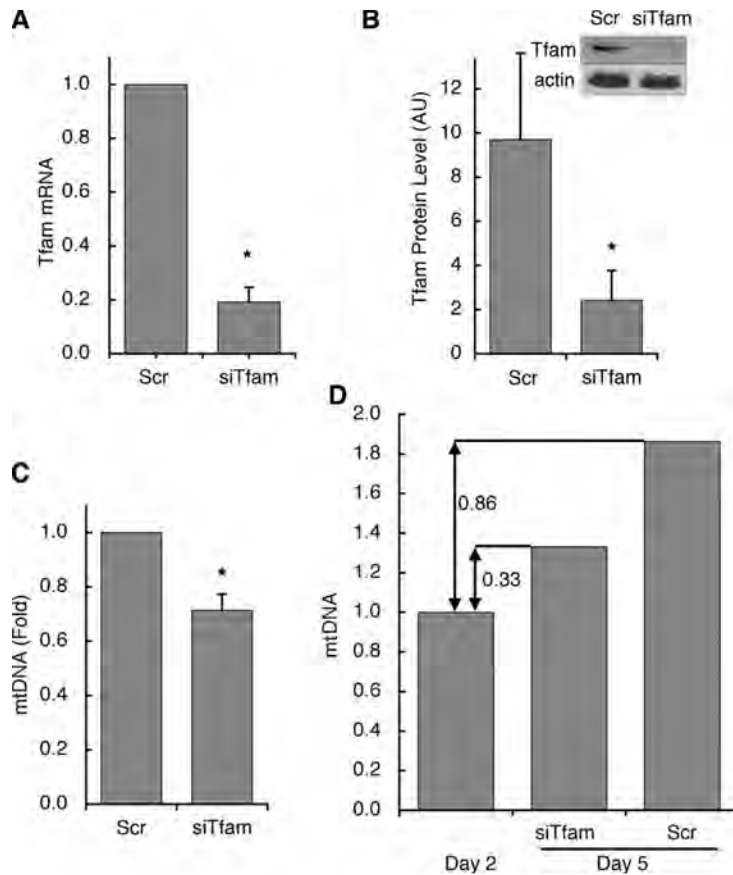 A
Tfam mRNA
1.0
0.8
0.6
0.4
0.2
0.0
*
Scr siTfam
B
Scr siTfam
Tfam
actin
Tfam Protein Level (AU)
12
10
8
6
4
2
0
*
Scr siTfam
C
mtDNA (Fold)
1.0
0.8
0.6
0.4
0.2
0.0
*
Scr siTfam
D
mtDNA
2.0
1.8
1.6
1.4
1.2
1.0
0.8
0.6
0.4
0.2
0.0
0.86
0.33
siTfam Scr
Day 2 Day 5